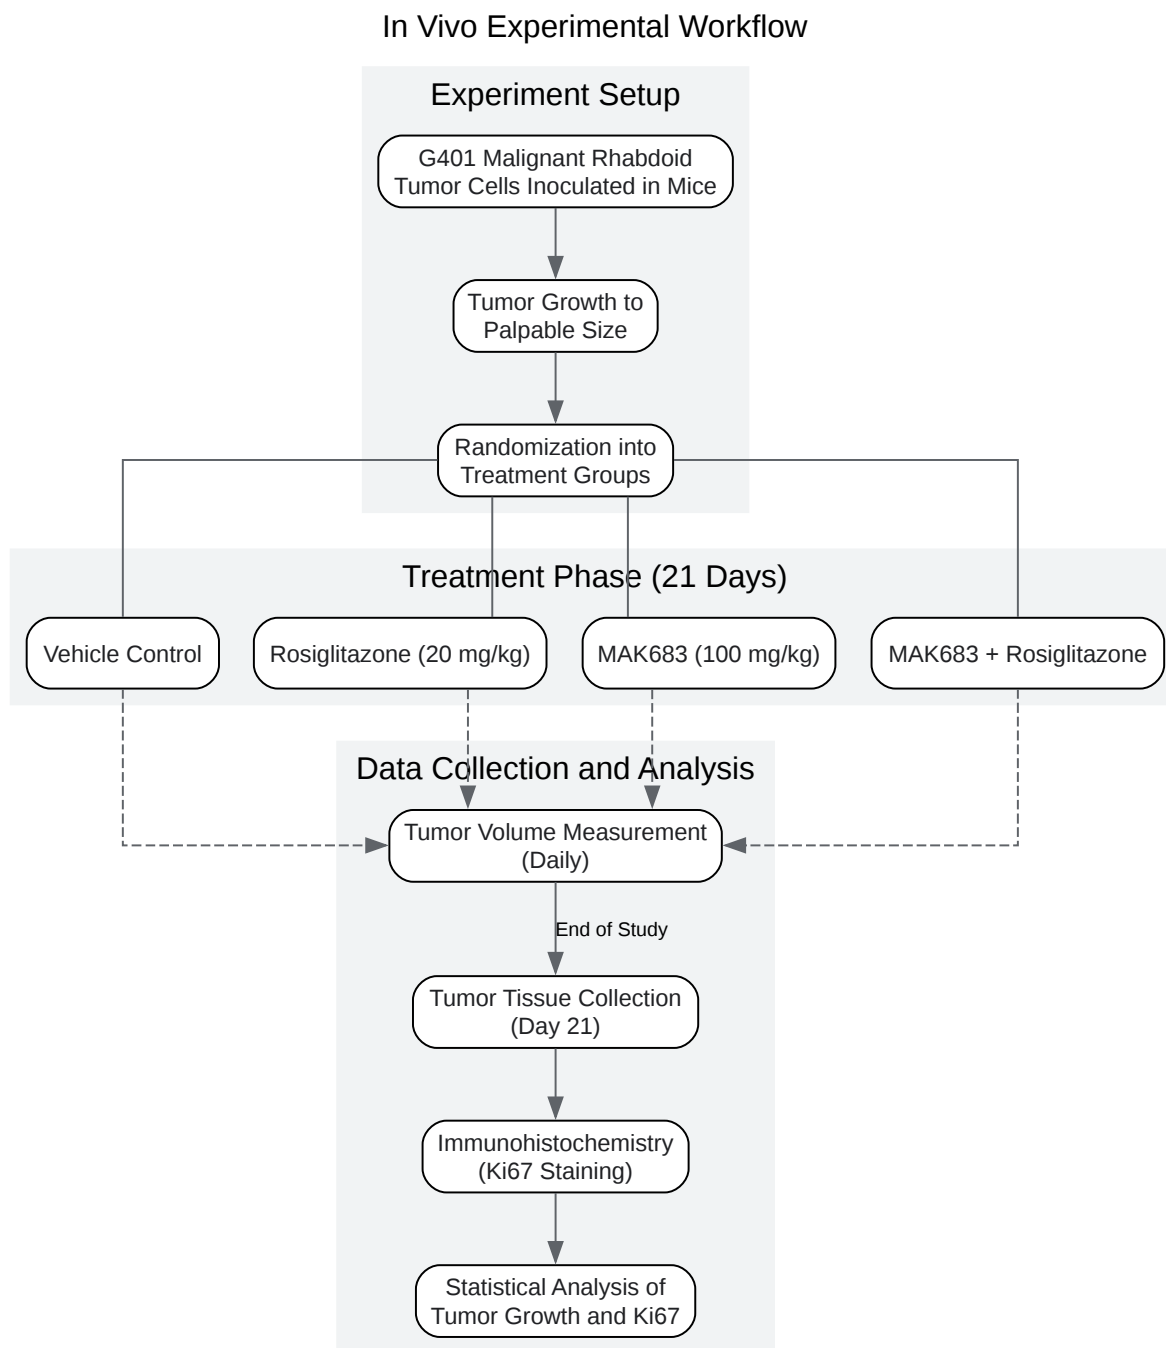 In Vivo Experimental Workflow
Experiment Setup
G401 Malignant Rhabdoid
Tumor Cells Inoculated in Mice
Tumor Growth to
Palpable Size
Randomization into
Treatment Groups
Treatment Phase (21 Days)
Vehicle Control
Rosiglitazone (20 mg/kg)
MAK683 (100 mg/kg)
MAK683 + Rosiglitazone
Data Collection and Analysis
Tumor Volume Measurement
(Daily)
End of Study
Tumor Tissue Collection
(Day 21)
Immunohistochemistry
(Ki67 Staining)
Statistical Analysis of
Tumor Growth and Ki67